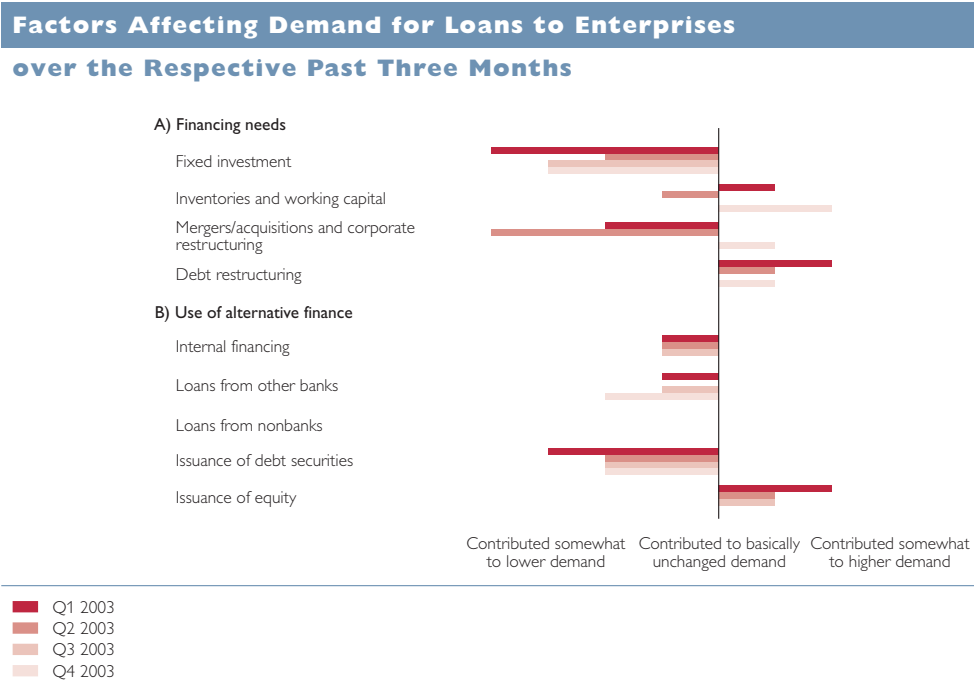 Factors Affecting Demand for Loans to Enterprises
over the Respective Past Three Months
A) Financing needs
Fixed investment
Inventories and working capital
Mergers/acquisitions and corporate
restructuring
Debt restructuring
B) Use of alternative finance
Internal financing
Loans from other banks
Loans from nonbanks
Issuance of debt securities
Issuance of equity
Contributed somewhat
to lower demand
Contributed to basically
unchanged demand
Contributed somewhat
to higher demand
Q1 2003
Q2 2003
Q3 2003
Q4 2003